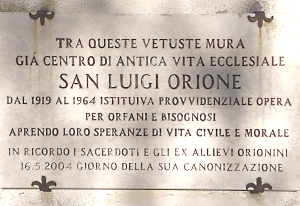 TRA QUESTE VETUSTE MURA
GIÁ CENTRO DI ANTICA VITA ECCLESIALE
SAN LUIGI ORIONE
DAL 1919 AL 1964 ISTITUIVA PROVVIDENZIALE OPERA
PER ORFANI E BISOGNOSI
APRENDO LORO SPERANZE DI VITA CIVILE E MORALE
IN RICORDO I SACERDOTI E GLI EX ALLIEVI ORIONINI
16.5.2004 GIORNO DELLA SUA CANONIZZAZIONE